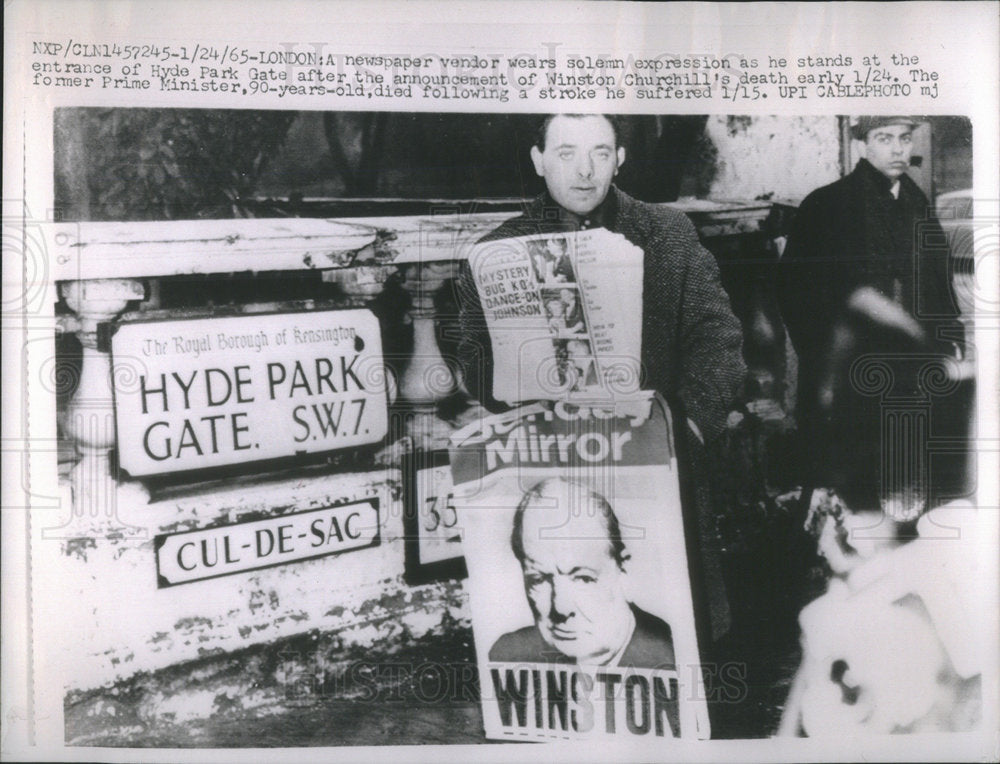 NXP/CLN1457245-1/24/65-LONDON:A newspaper vendor wears solemn expression as he stands at the
entrance of Hyde Park Gate after the announcement of Winston Churchill's death early 1/24. The
former Prime Minister,90-years-old,died following a stroke he suffered 1/15. UPI CABLEPHOTO mj
MYSTERY
'BUG' KO's
DANCE-ON
JOHNSON
The Royal Borough of Kensington
HYDE PARK
GATE. S.W.7.
CUL-DE-SAC
35
Sunday
Mirror
WINSTON
HISTORIC IMAGES